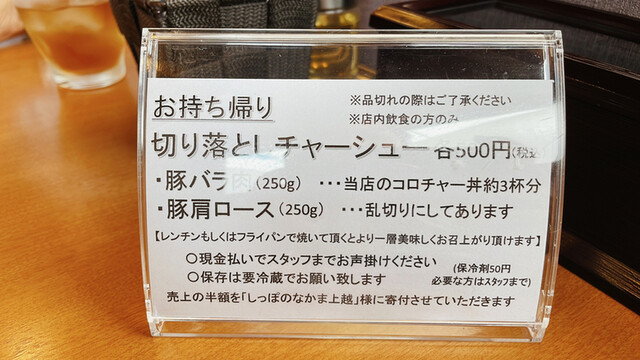 お持ち帰り
※品切れの際はご了承ください
※店内飲食の方のみ
切り落としチャーシュー 各500円(税込
・豚バラ肉(250g) ･･･当店のコロチャー丼約3杯分
・豚肩ロース(250g) ･･･乱切りにしてあります
【レンチンもしくはフライパンで焼いて頂くとより一層美味しくお召上がり頂けます】
○現金払いでスタッフまでお声掛けください
○保存は要冷蔵でお願い致します
(保冷剤50円
必要な方はスタッフまで)
売上の半額を「しっぽのなかま上越」様に寄付させていただきます